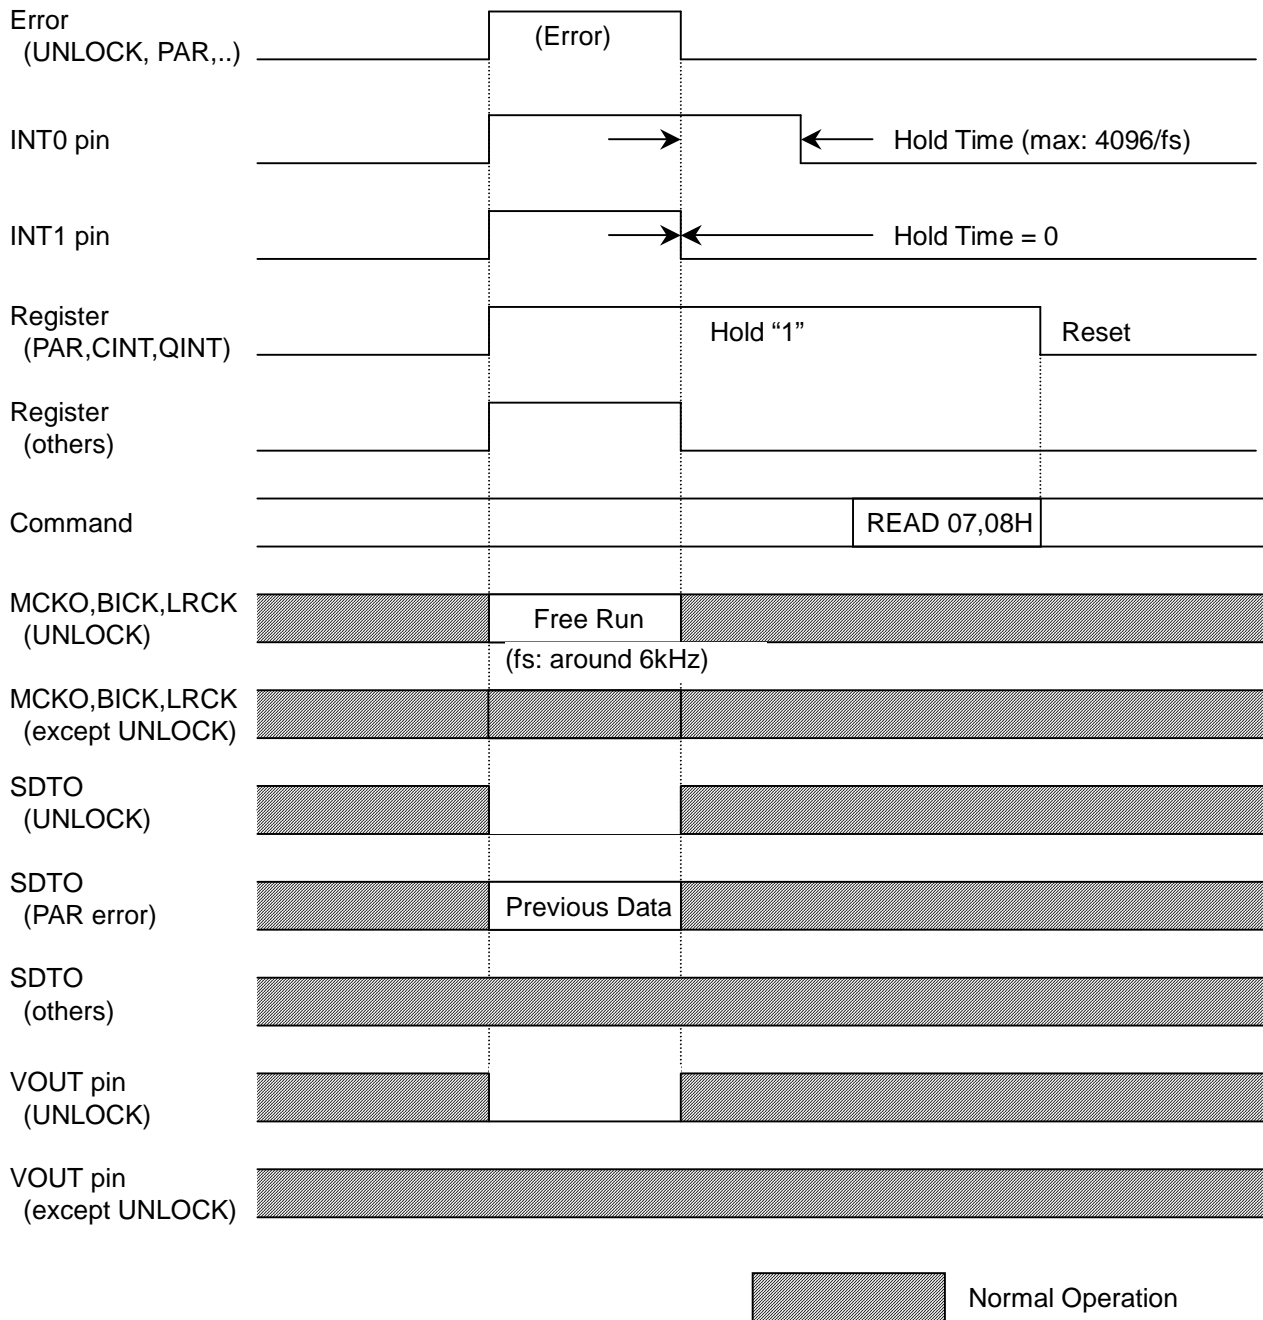 Error
(UNLOCK, PAR,..)
(Error)
INT0 pin
Hold Time (max: 4096/fs)
INT1 pin
Hold Time = 0
Register
(PAR,CINT,QINT)
Hold “1”
Reset
Register
(others)
Command
READ 07,08H
MCKO,BICK,LRCK
(UNLOCK)
Free Run
(fs: around 6kHz)
MCKO,BICK,LRCK
(except UNLOCK)
SDTO
(UNLOCK)
SDTO
(PAR error)
Previous Data
SDTO
(others)
VOUT pin
(UNLOCK)
VOUT pin
(except UNLOCK)
Normal Operation